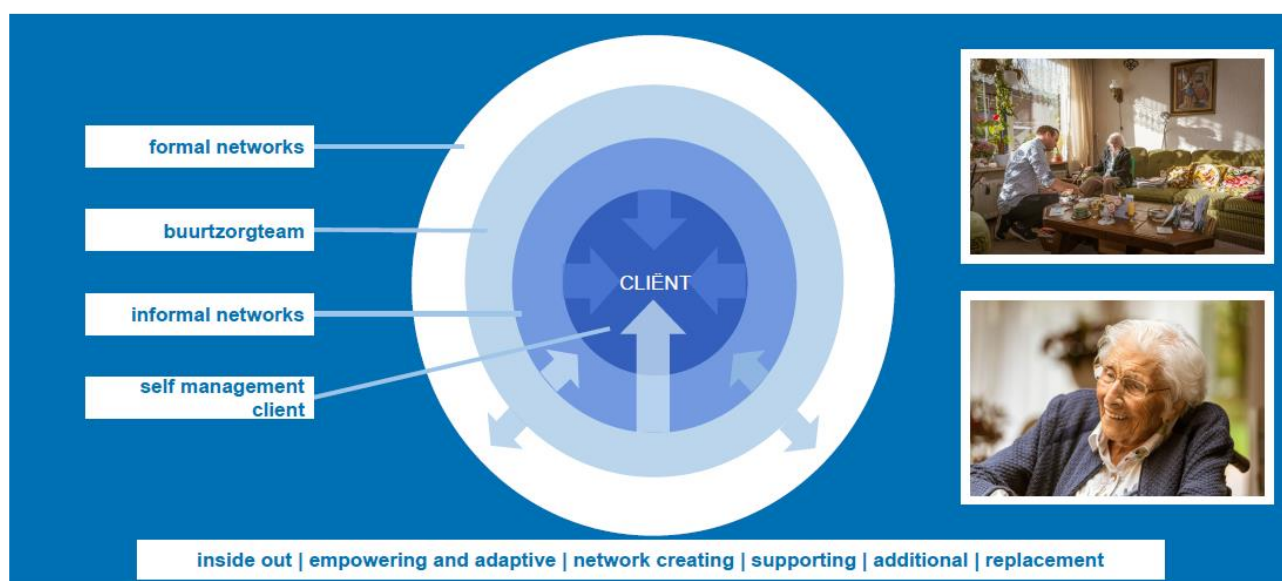 formal networks
buurtzorgteam
informal networks
self management
client
CLIËNT
inside out | empowering and adaptive | network creating | supporting | additional | replacement